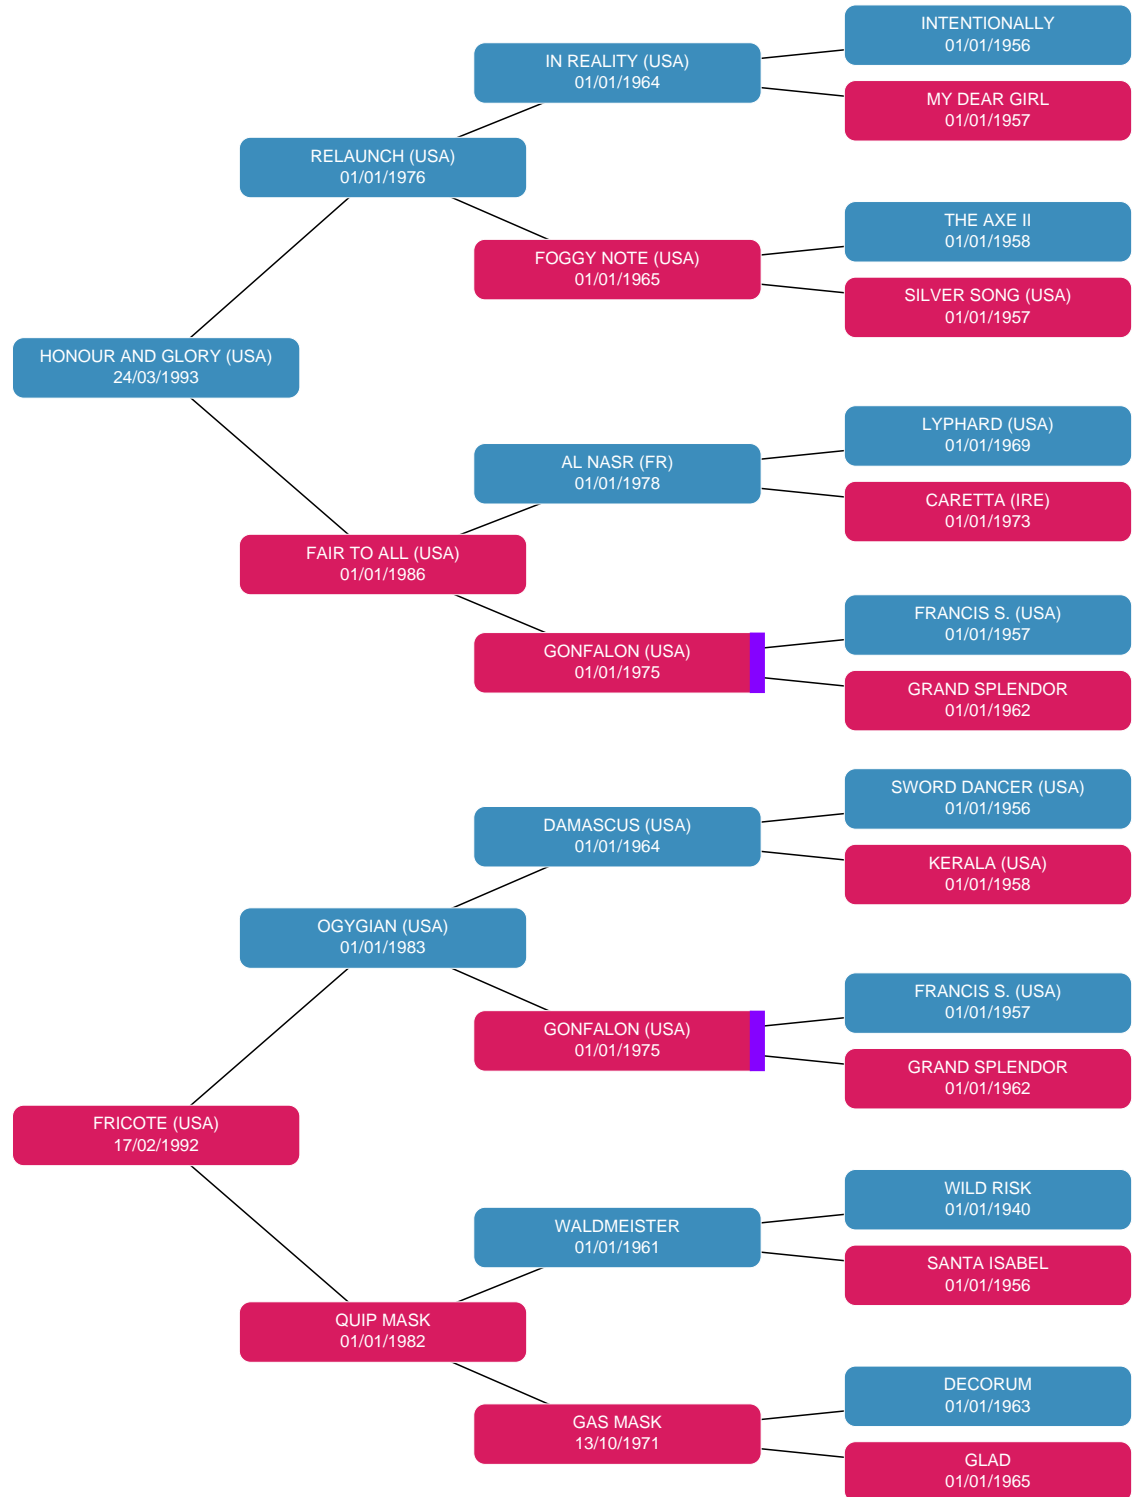 INTENTIONALLY
01/01/1956
IN REALITY (USA)
01/01/1964
MY DEAR GIRL
01/01/1957
RELAUNCH (USA)
01/01/1976
THE AXE II
01/01/1958
FOGGY NOTE (USA)
01/01/1965
SILVER SONG (USA)
01/01/1957
HONOUR AND GLORY (USA)
24/03/1993
LYPHARD (USA)
01/01/1969
AL NASR (FR)
01/01/1978
CARETTA (IRE)
01/01/1973
FAIR TO ALL (USA)
01/01/1986
FRANCIS S. (USA)
01/01/1957
GONFALON (USA)
01/01/1975
GRAND SPLENDOR
01/01/1962
SWORD DANCER (USA)
01/01/1956
DAMASCUS (USA)
01/01/1964
KERALA (USA)
01/01/1958
OGYGIAN (USA)
01/01/1983
FRANCIS S. (USA)
01/01/1957
GONFALON (USA)
01/01/1975
GRAND SPLENDOR
01/01/1962
FRICOTE (USA)
17/02/1992
WILD RISK
01/01/1940
WALDMEISTER
01/01/1961
SANTA ISABEL
01/01/1956
QUIP MASK
01/01/1982
DECORUM
01/01/1963
GAS MASK
13/10/1971
GLAD
01/01/1965